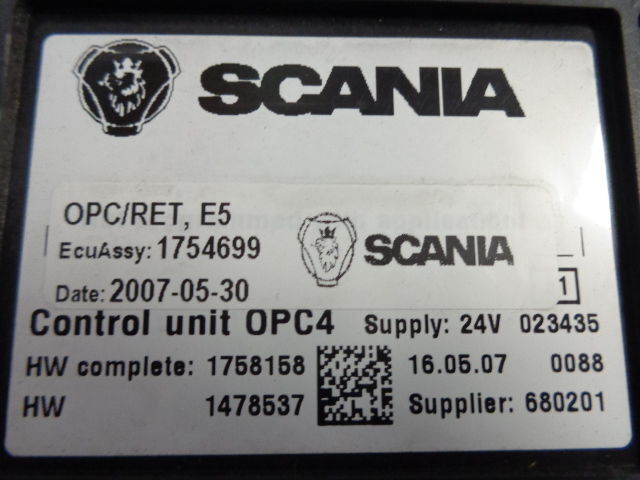 SCANIA
OPC/RET, E5
EcuAssy: 1754699
SCANIA
Date: 2007-05-30
1
Control unit OPC4 Supply: 24V 023435
HW complete: 1758158 16.05.07 0088
HW 1478537 Supplier: 680201